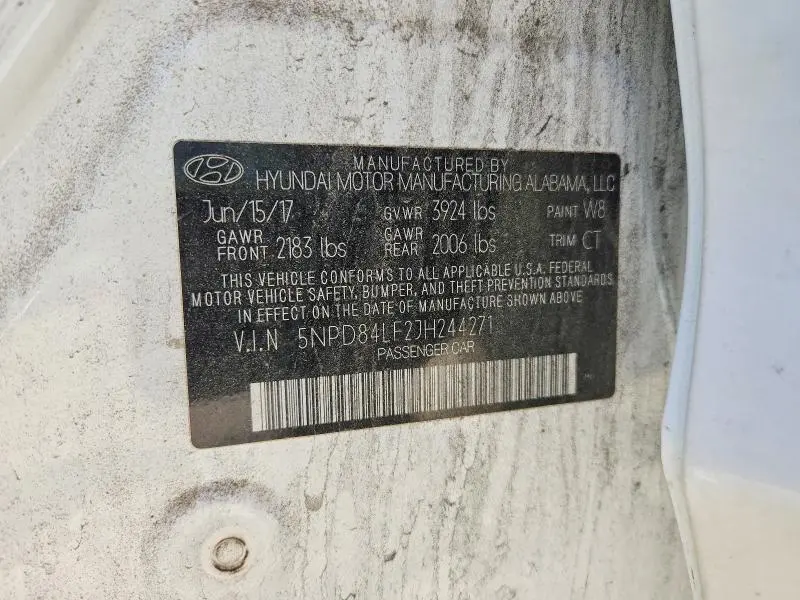 MANUFACTURED BY
HYUNDAI MOTOR MANUFACTURING ALABAMA, LLC
Jun/15/17 GVWR 3924 lbs PAINT W8
GAWR FRONT 2183 lbs GAWR REAR 2006 lbs TRIM CT
THIS VEHICLE CONFORMS TO ALL APPLICABLE U.S.A. FEDERAL
MOTOR VEHICLE SAFETY, BUMPER, AND THEFT PREVENTION STANDARDS
IN EFFECT ON THE DATE OF MANUFACTURE SHOWN ABOVE
V.I.N 5NPD84LF2JH244271
PASSENGER CAR